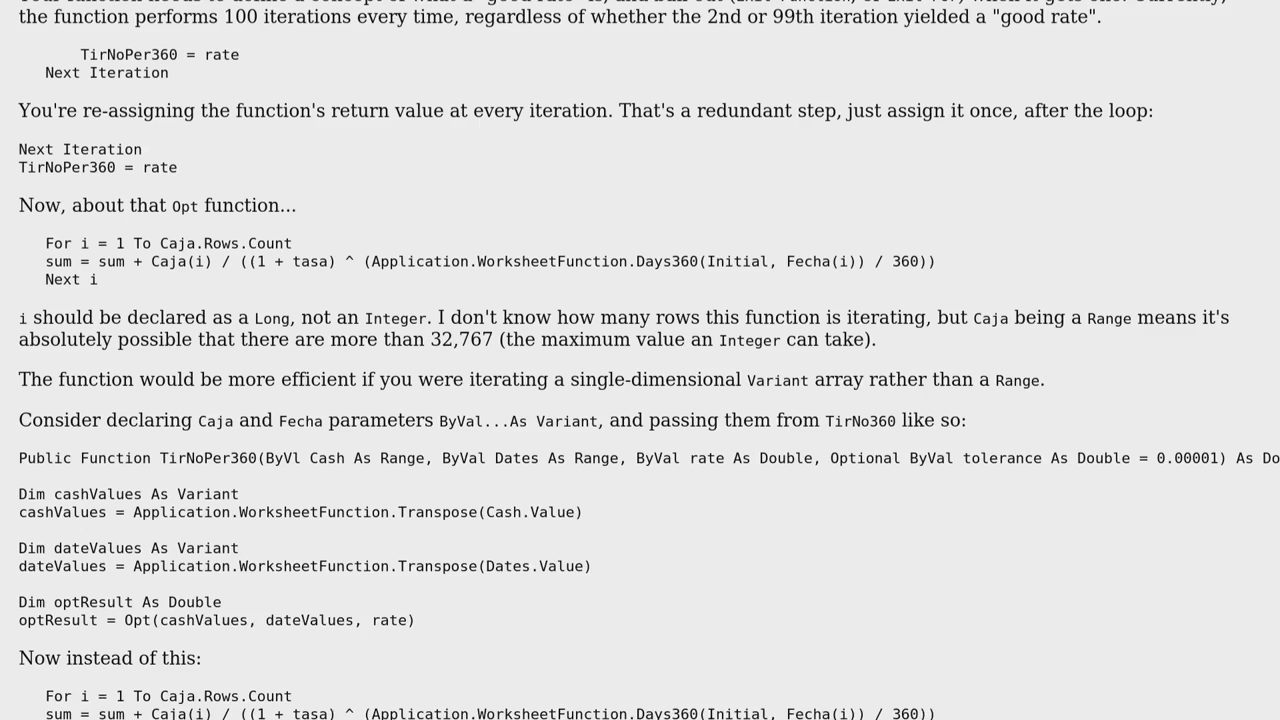 the function performs 100 iterations every time, regardless of whether the 2nd or 99th iteration yielded a "good rate".
TirNoPer360 = rate
Next Iteration
You're re-assigning the function's return value at every iteration. That's a redundant step, just assign it once, after the loop:
Next Iteration
TirNoPer360 = rate
Now, about that Opt function...
For i = 1 To Caja.Rows.Count
sum = sum + Caja(i) / ((1 + tasa) ^ (Application.WorksheetFunction.Days360(Initial, Fecha(i)) / 360))
Next i
i should be declared as a Long, not an Integer. I don't know how many rows this function is iterating, but Caja being a Range means it's
absolutely possible that there are more than 32,767 (the maximum value an Integer can take).
The function would be more efficient if you were iterating a single-dimensional Variant array rather than a Range.
Consider declaring Caja and Fecha parameters ByVal...As Variant, and passing them from TirNo360 like so:
Public Function TirNoPer360(ByVl Cash As Range, ByVal Dates As Range, ByVal rate As Double, Optional ByVal tolerance As Double = 0.00001) As Do
Dim cashValues As Variant
cashValues = Application.WorksheetFunction.Transpose(Cash.Value)
Dim dateValues As Variant
dateValues = Application.WorksheetFunction.Transpose(Dates.Value)
Dim optResult As Double
optResult = Opt(cashValues, dateValues, rate)
Now instead of this:
For i = 1 To Caja.Rows.Count
sum = sum + Caja(i) / ((1 + tasa) ^ (Application.WorksheetFunction.Days360(Initial, Fecha(i)) / 360))